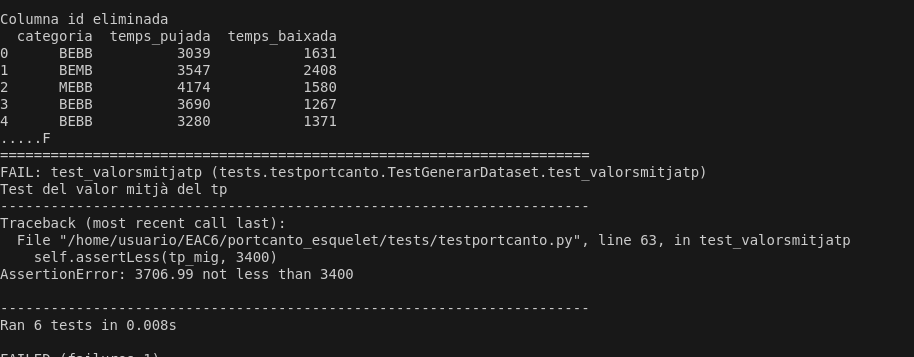 Columna id eliminada
  categoria  temps_pujada  temps_baixada
0      BEBB          3039           1631
1      BEMB          3547           2408
2      MEBB          4174           1580
3      BEBB          3690           1267
4      BEBB          3280           1371
.....F
======================================================================
FAIL: test_valorsmitjatp (tests.testportcanto.TestGenerarDataset.test_valorsmitjatp)
Test del valor mitjà del tp
----------------------------------------------------------------------
Traceback (most recent call last):
  File "/home/usuario/EAC6/portcanto_esquelet/tests/testportcanto.py", line 63, in test_valorsmitjatp
    self.assertLess(tp_mig, 3400)
AssertionError: 3706.99 not less than 3400
----------------------------------------------------------------------
Ran 6 tests in 0.008s
FAILED (failures=1)